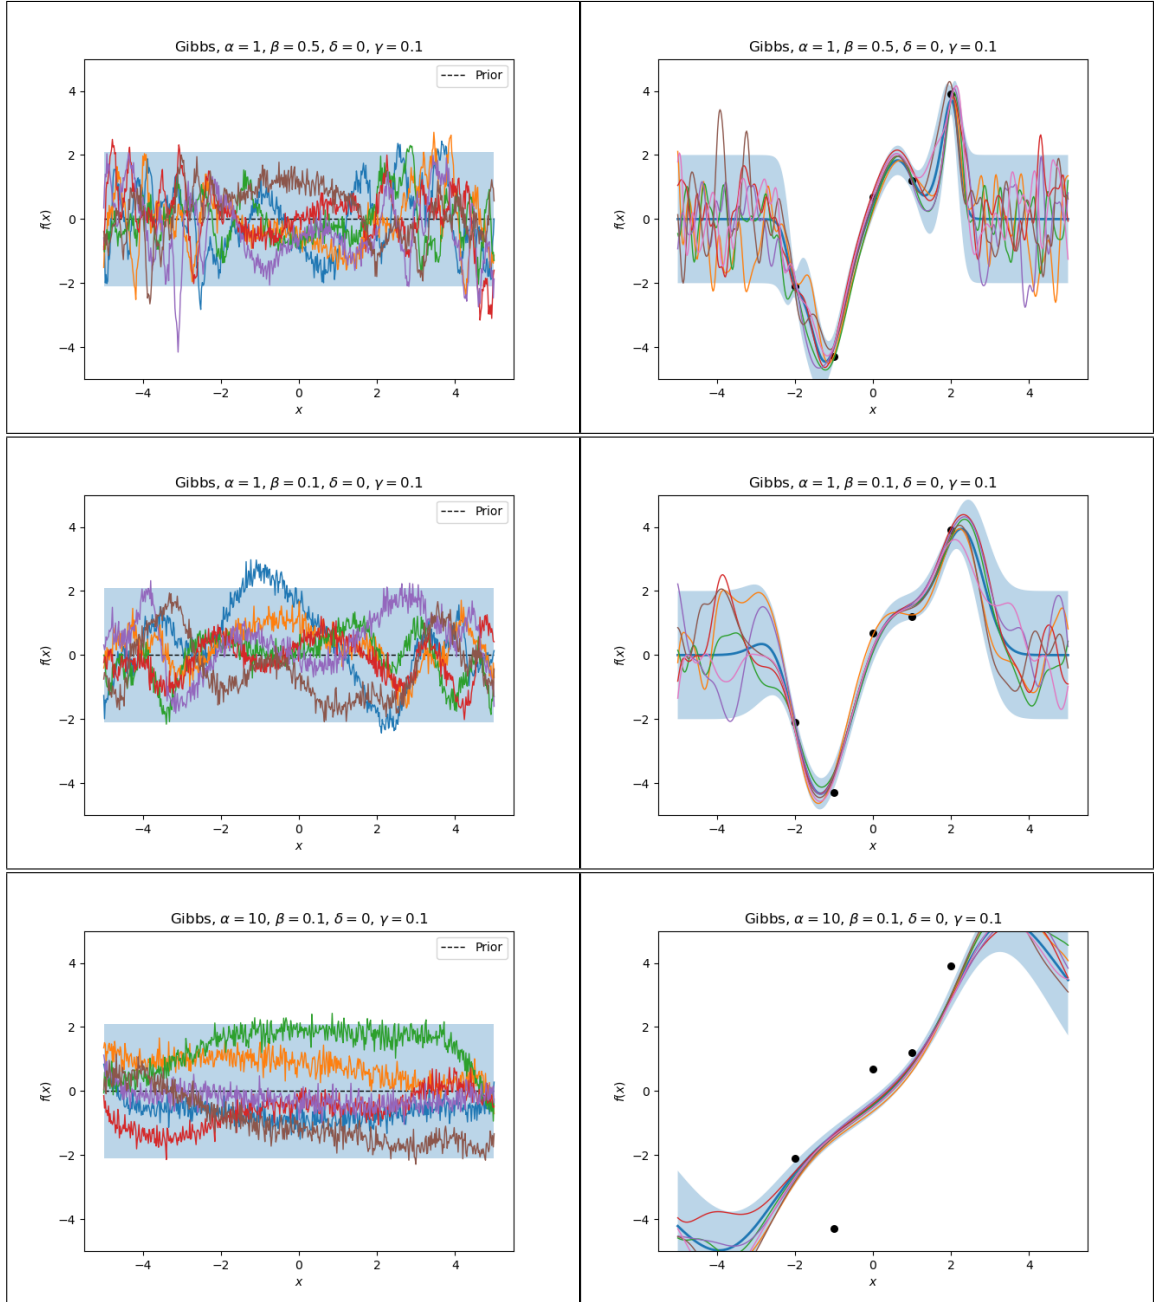 Gibbs, α = 1, β = 0.5, δ = 0, γ = 0.1
Prior
4
2
0
−2
−4
f(x)
−4 −2 0 2 4
x
Gibbs, α = 1, β = 0.5, δ = 0, γ = 0.1
4
2
0
−2
−4
f(x)
−4 −2 0 2 4
x
Gibbs, α = 1, β = 0.1, δ = 0, γ = 0.1
Prior
4
2
0
−2
−4
f(x)
−4 −2 0 2 4
x
Gibbs, α = 1, β = 0.1, δ = 0, γ = 0.1
4
2
0
−2
−4
f(x)
−4 −2 0 2 4
x
Gibbs, α = 10, β = 0.1, δ = 0, γ = 0.1
Prior
4
2
0
−2
−4
f(x)
−4 −2 0 2 4
x
Gibbs, α = 10, β = 0.1, δ = 0, γ = 0.1
4
2
0
−2
−4
f(x)
−4 −2 0 2 4
x